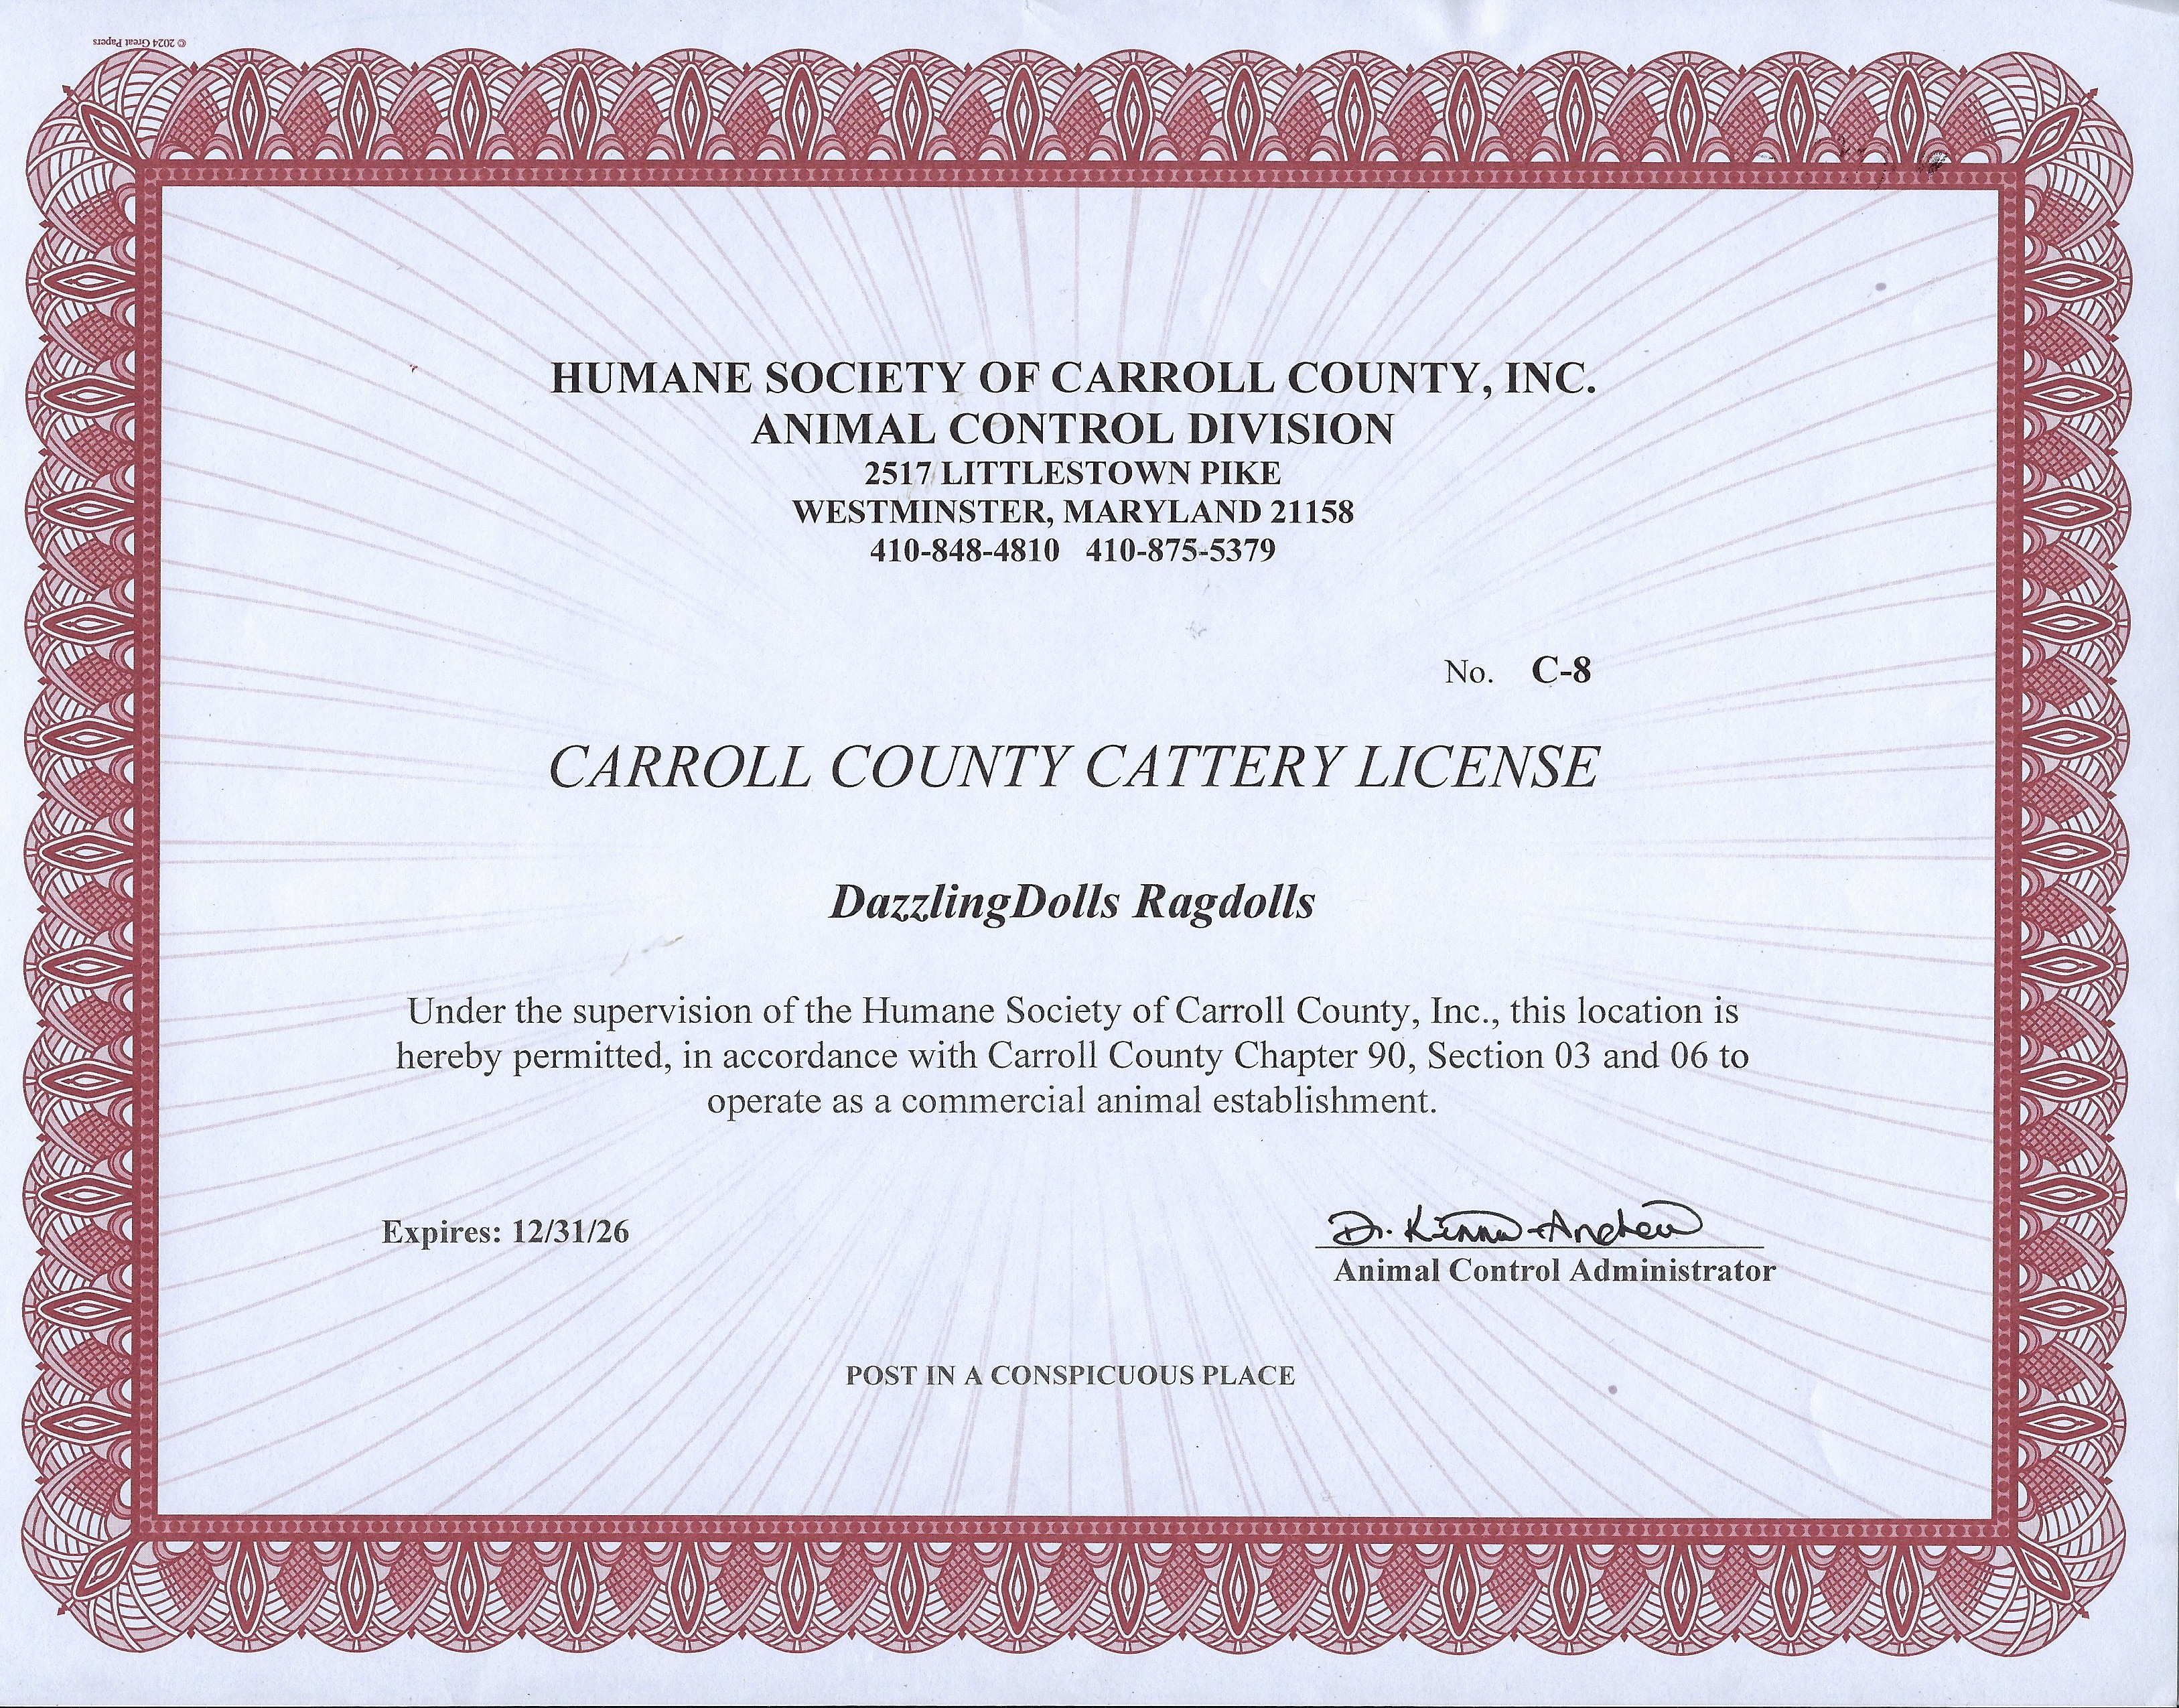 © 2024 Great Papers
HUMANE SOCIETY OF CARROLL COUNTY, INC.
ANIMAL CONTROL DIVISION
2517 LITTLESTOWN PIKE
WESTMINSTER, MARYLAND 21158
410-848-4810 410-875-5379
No. C-8
CARROLL COUNTY CATTERY LICENSE
DazzlingDolls Ragdolls
Under the supervision of the Humane Society of Carroll County, Inc., this location is
hereby permitted, in accordance with Carroll County Chapter 90, Section 03 and 06 to
operate as a commercial animal establishment.
Expires: 12/31/26
Dr.
Animal Control Administrator
POST IN A CONSPICUOUS PLACE